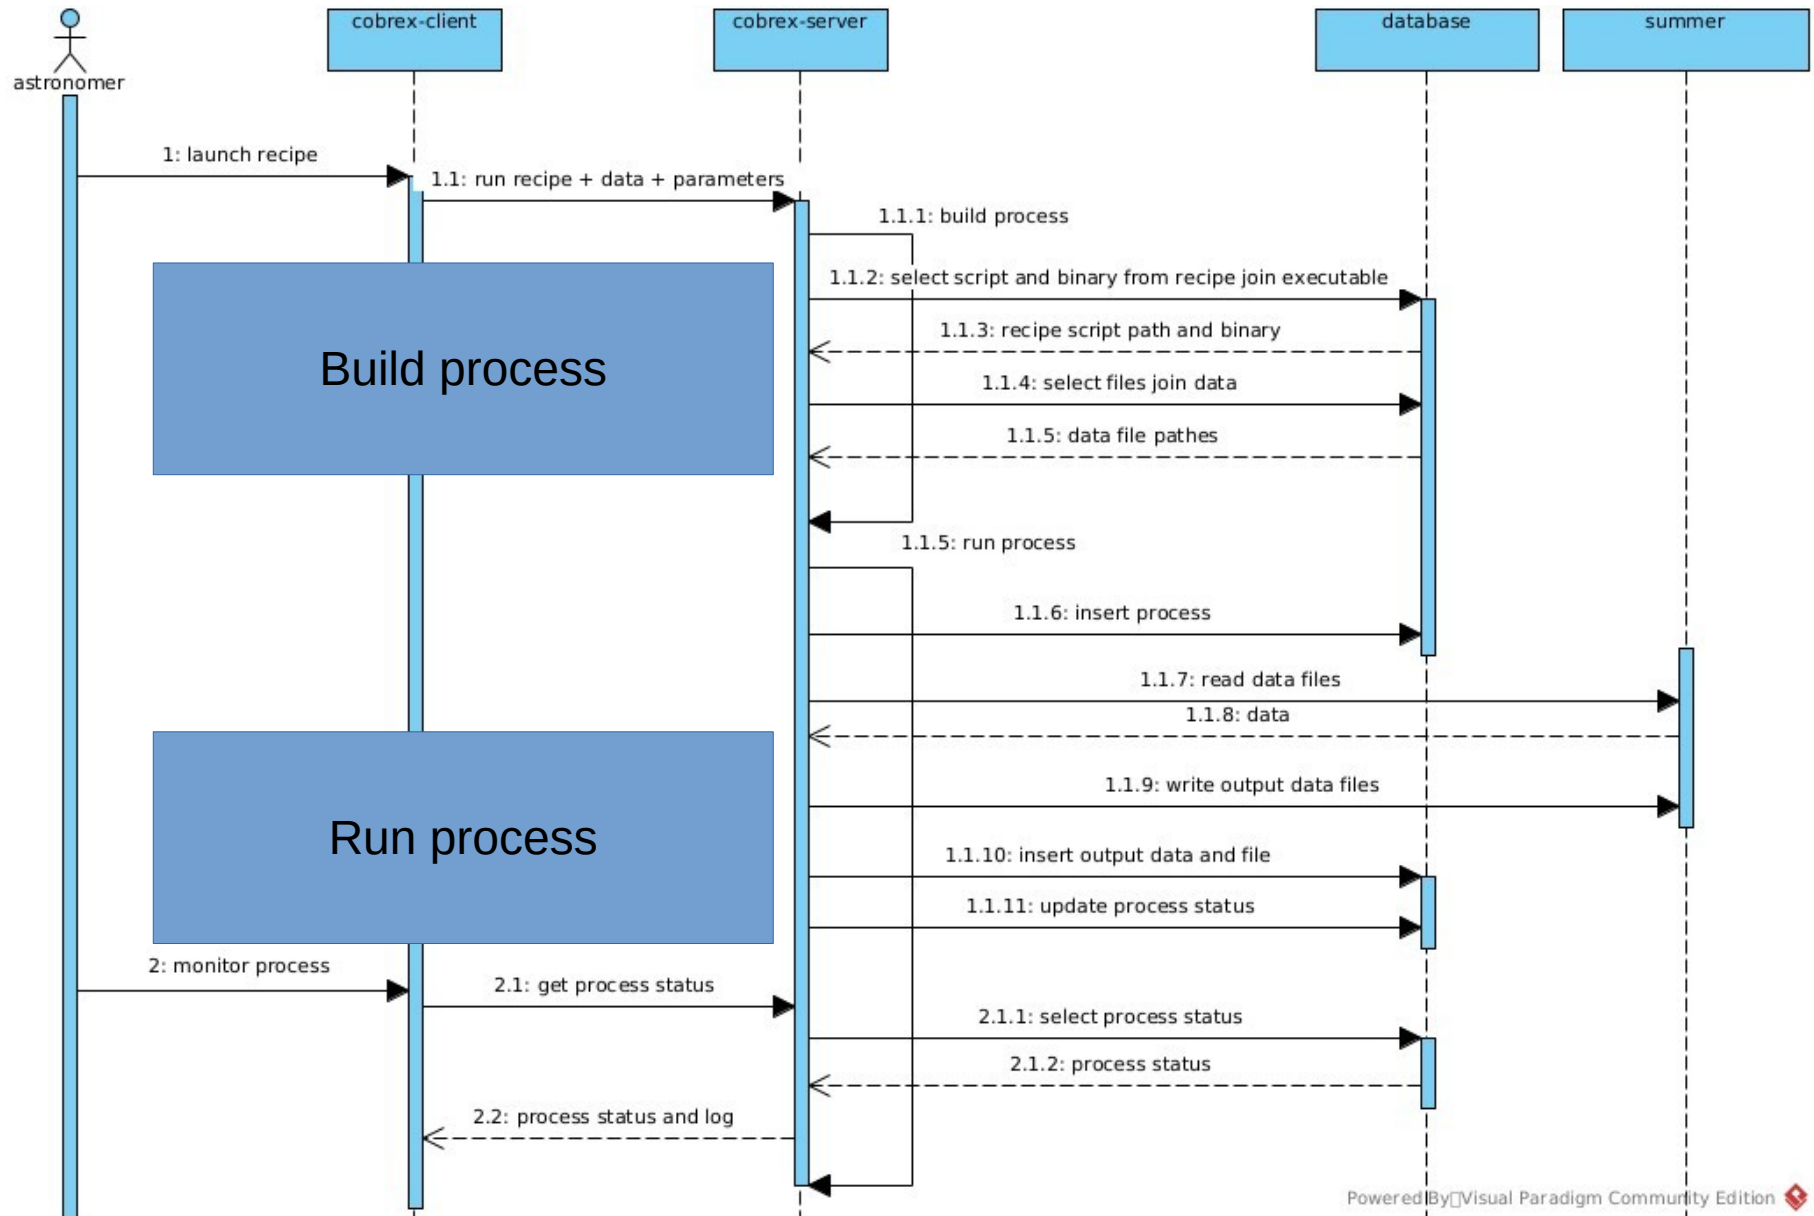 cobrex-client
cobrex-server
database
summer
astronomer
1: launch recipe
1.1: run recipe + data + parameters
1.1.1: build process
1.1.2: select script and binary from recipe join executable
1.1.3: recipe script path and binary
Build process
1.1.4: select files join data
1.1.5: data file pathes
1.1.5: run process
1.1.6: insert process
1.1.7: read data files
1.1.8: data
1.1.9: write output data files
Run process
1.1.10: insert output data and file
1.1.11: update process status
2: monitor process
2.1: get process status
2.1.1: select process status
2.1.2: process status
2.2: process status and log
Powered By▯Visual Paradigm Community Edition